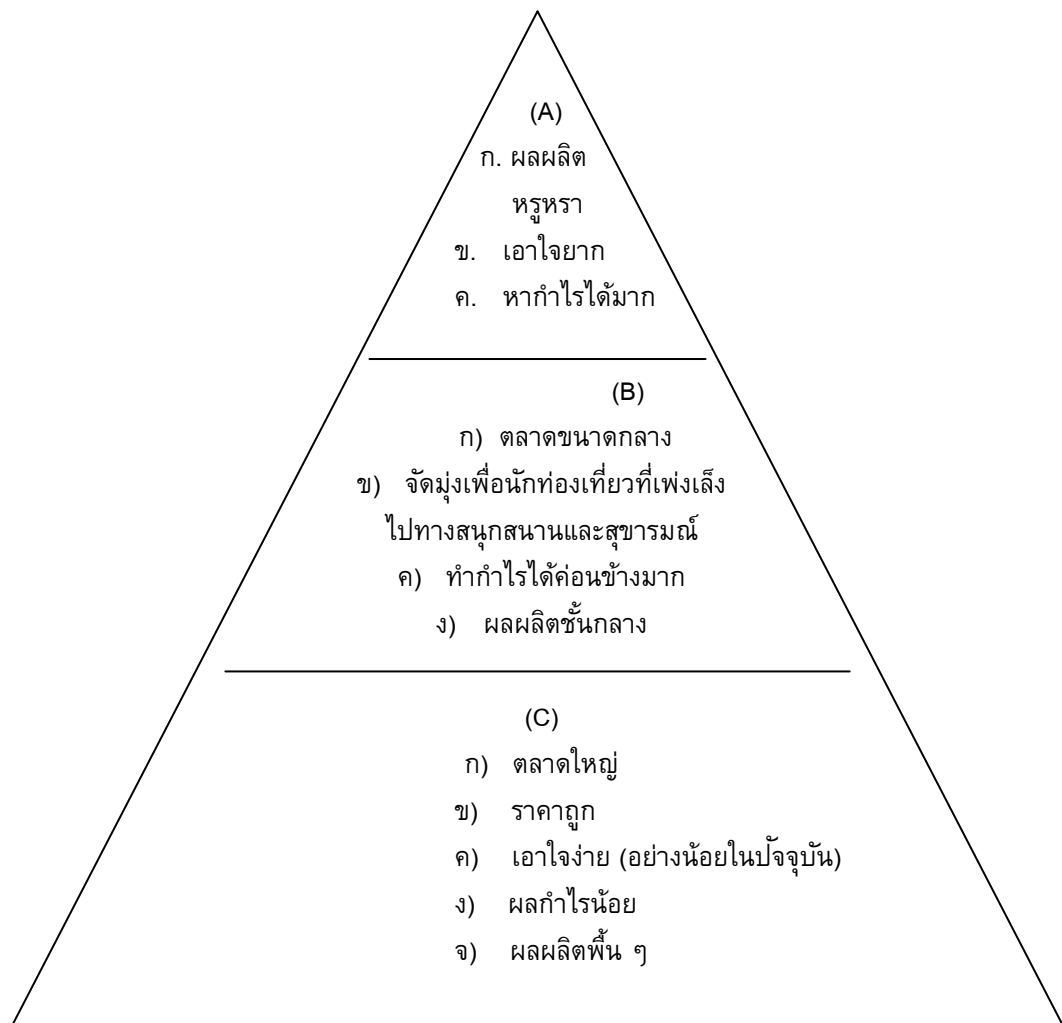 (A)
ก. ผลผลิต
หรูหรา
ข. เอาใจยาก
ค. หากำไรได้มาก
(B)
ก) ตลาดขนาดกลาง
ข) จัดมุ่งเพื่อนักท่องเที่ยวที่เพ่งเล็ง
ไปทางสนุกสนานและสุขารมณ์
ค) ทำกำไรได้ค่อนข้างมาก
ง) ผลผลิตชั้นกลาง
(C)
ก) ตลาดใหญ่
ข) ราคาถูก
ค) เอาใจง่าย (อย่างน้อยในปัจจุบัน)
ง) ผลกำไรน้อย
จ) ผลผลิตพื้น ๆ